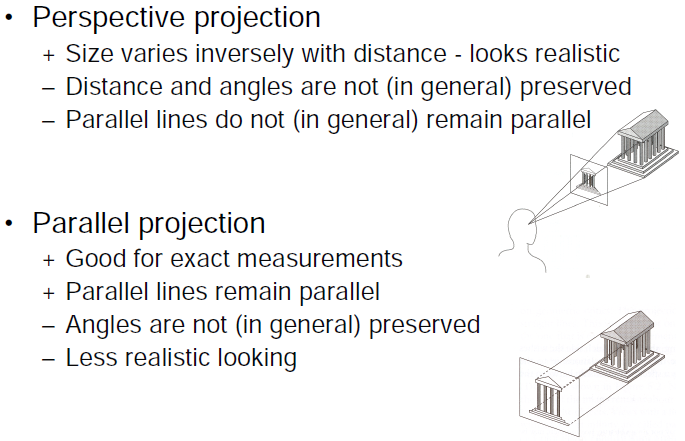 • Perspective projection
+ Size varies inversely with distance - looks realistic
– Distance and angles are not (in general) preserved
– Parallel lines do not (in general) remain parallel
• Parallel projection
+ Good for exact measurements
+ Parallel lines remain parallel
– Angles are not (in general) preserved
– Less realistic looking